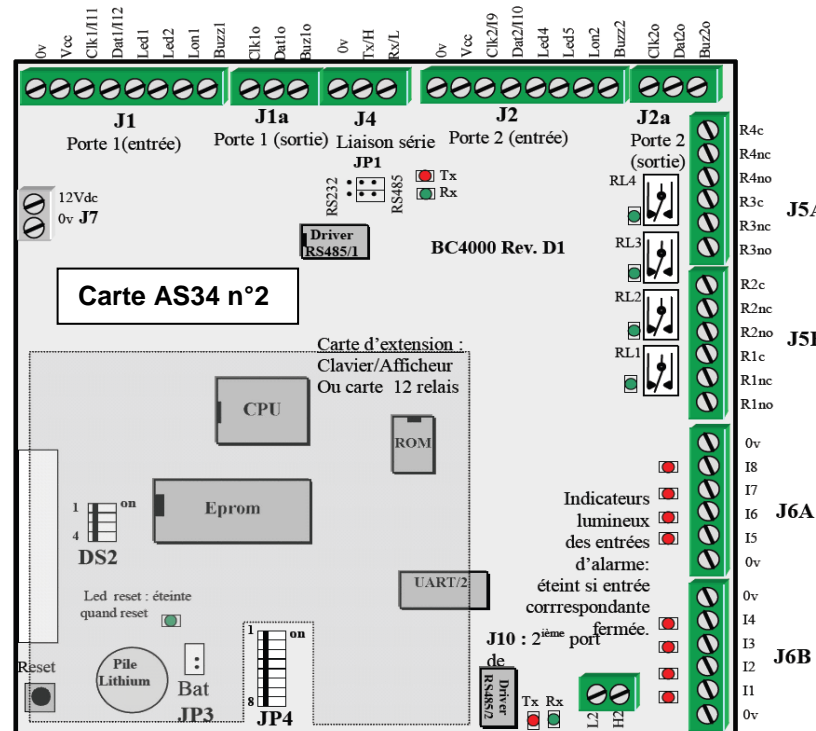 0v Vcc Clk1/I11 Dat1/I12 Led1 Led2 Lon1 Buzz1
Clk1o Dat1o Buz1o
0v Tx/H Rx/L
0v Vcc Clk2/I9 Dat2/I10 Led4 Led5 Lon2 Buzz2
Clk2o Dat2o Buz2o
J1
Porte 1(entrée)
J1a
Porte 1 (sortie)
J4
Liaison série
JP1
RS232
RS485
Tx
Rx
J2
Porte 2 (entrée)
J2a
Porte 2
(sortie)
R4c
R4nc
R4no
R3c
R3nc
R3no
J5A
12Vdc
0v J7
Driver
RS485/1
BC4000 Rev. D1
RL4
RL3
RL2
RL1
R2c
R2nc
R2no
R1c
R1nc
R1no
Carte AS34 n°2
Carte d'extension :
Clavier/Afficheur
Ou carte 12 relais
CPU
ROM
Eprom
1
on
4
DS2
0v
I8
I7
I6
I5
0v
J6A
Indicateurs
lumineux
des entrées
d'alarme:
éteint si entrée
corrrespondante
fermée.
UART/2
Led reset : éteinte
quand reset
0v
I4
I3
I2
I1
0v
J6B
J10 : 2ième port
de
Reset
Pile
Lithium
Bat
JP3
1
on
8
JP4
Driver
RS485/2
Tx Rx
L2
H2